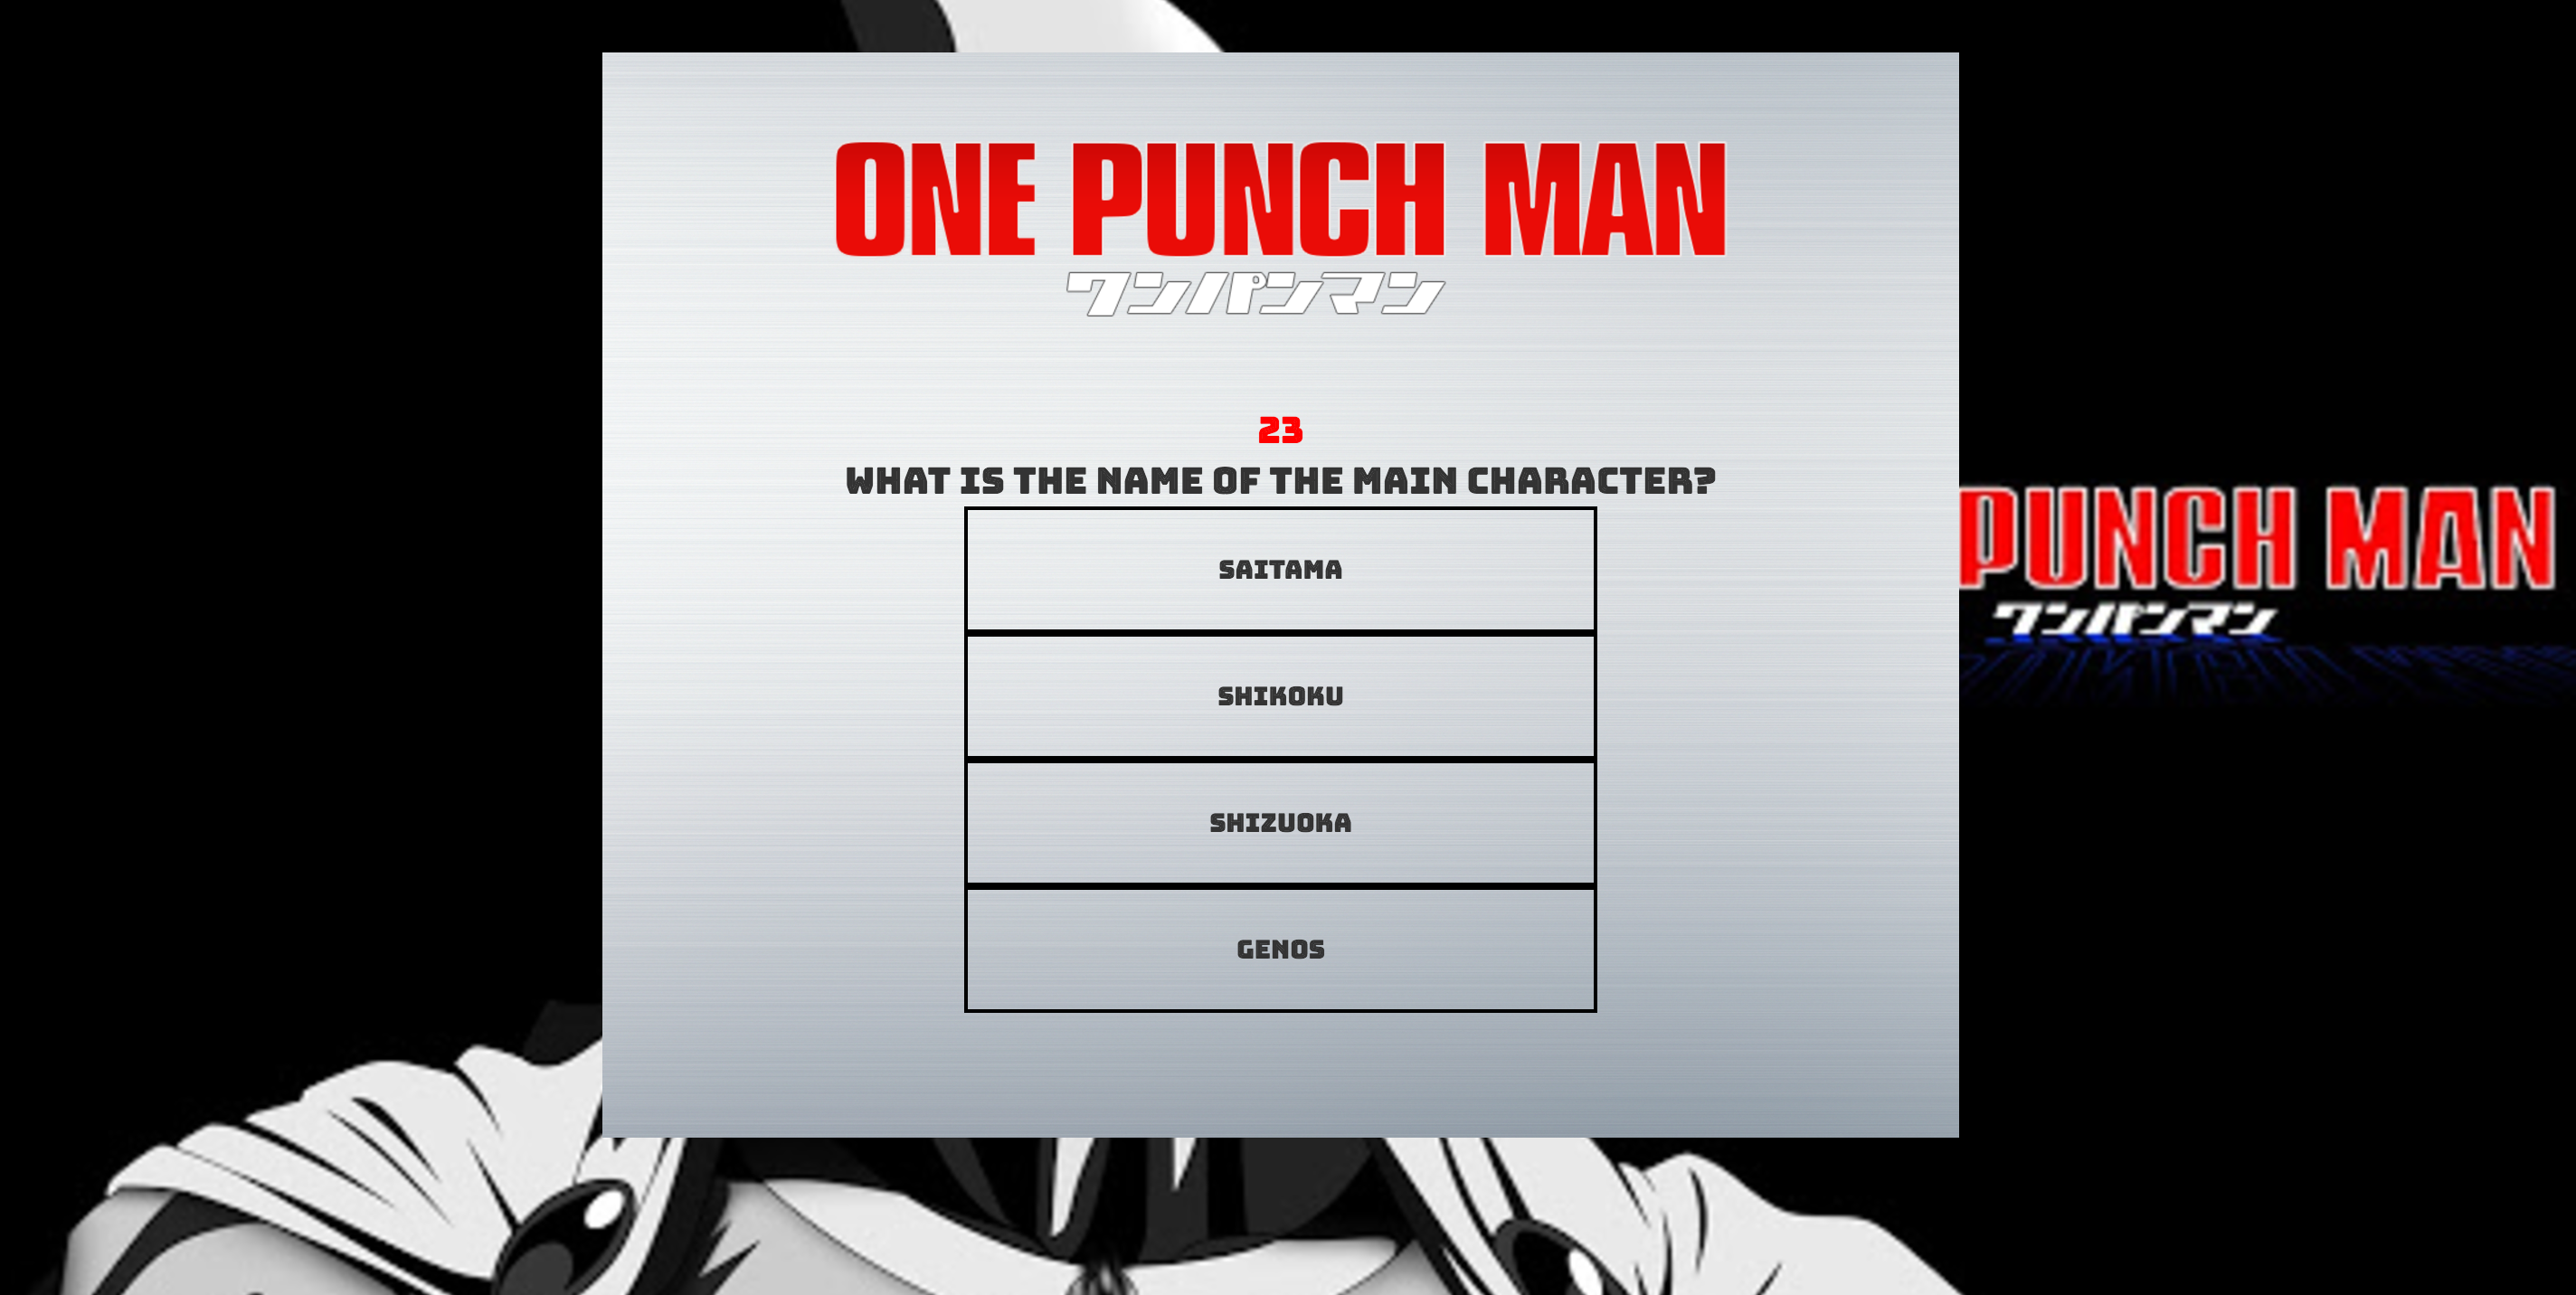 ONE PUNCH MAN
ワンパンマン
23
WHAT IS THE NAME OF THE MAIN CHARACTER?
SAITAMA
SHIKOKU
SHIZUOKA
GENOS
PUNCH MAN
ワンパンマン